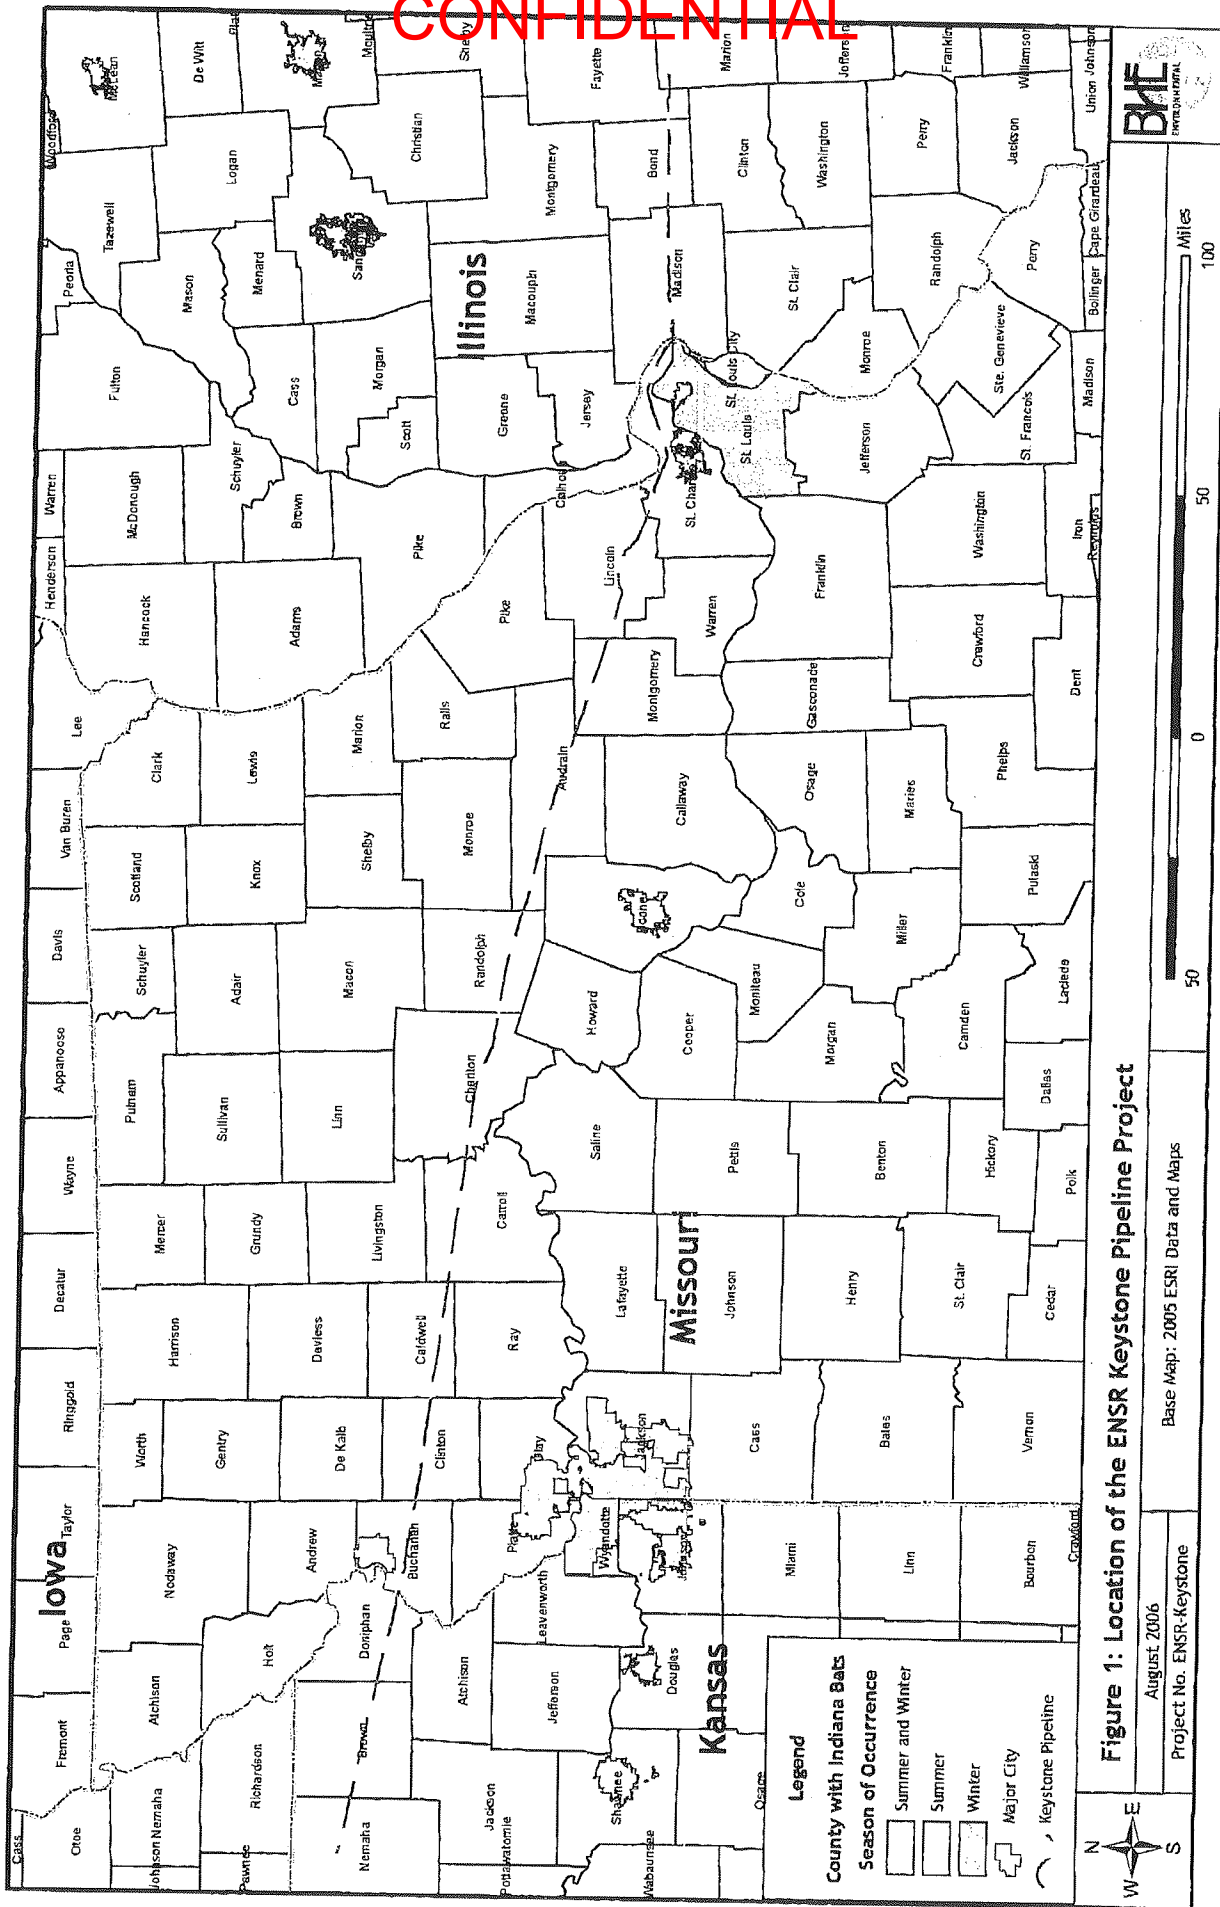 CONFIDENTIAL
Cass
Fremont
Page
Iowa
Taylor
Ringgold
Decatur
Wayne
Appanoose
Davis
Van Buren
Lee
Henderson
Warren
Peoria
Woodford
McLean
Otoe
Atchison
Nodaway
Worth
Harrison
Mercer
Putnam
Schuyler
Scotland
Clark
Hancock
McDonough
Fulton
Tazewell
De Witt
Johnson
Nemaha
Pawnee
Richardson
Holt
Andrew
Gentry
De Kalb
Daviess
Grundy
Sullivan
Adair
Knox
Lewis
Adams
Schuyler
Brown
Mason
Menard
Logan
Cass
Nemaha
Brown
Doniphan
Buchanan
Clinton
Caldwell
Livingston
Linn
Macon
Shelby
Marion
Pike
Scott
Morgan
Christian
Moultrie
Shelby
Jackson
Pottawatomie
Atchison
Jefferson
Leavenworth
Platte
Clay
Ray
Carroll
Chariton
Randolph
Monroe
Ralls
Pike
Audrain
Calhoun
Greene
Jersey
Macoupin
Illinois
Montgomery
Fayette
Bond
Wabaunsee
Shawnee
Douglas
Wyandotte
Jackson
Lafayette
Saline
Howard
Boone
Callaway
Montgomery
Lincoln
Warren
St. Charles
Madison
Clinton
Marion
Osage
Kansas
Missouri
Johnson
Pettis
Cooper
Moniteau
Cole
Osage
Gasconade
Franklin
St. Louis
St. Louis City
St. Clair
Washington
Jefferson
Miami
Cass
Henry
Benton
Morgan
Miller
Maries
Jefferson
Monroe
Randolph
Perry
Franklin
Linn
Bates
St. Clair
Hickory
Camden
Pulaski
Phelps
Crawford
Washington
St. Francois
Ste. Genevieve
Perry
Jackson
Williamson
Bourbon
Crawford
Vernon
Cedar
Polk
Dallas
Laclede
Dent
Iron
Reynolds
Madison
Bollinger
Cape Girardeau
Union
Johnson
Legend
County with Indiana Bats
Season of Occurrence
Summer and Winter
Summer
Winter
Major City
Keystone Pipeline
N
W
E
S
Figure 1: Location of the ENSR Keystone Pipeline Project
August 2006
Project No. ENSR-Keystone
Base Map: 2005 ESRI Data and Maps
50
0
50
100
Miles
BHE
ENVIRONMENTAL